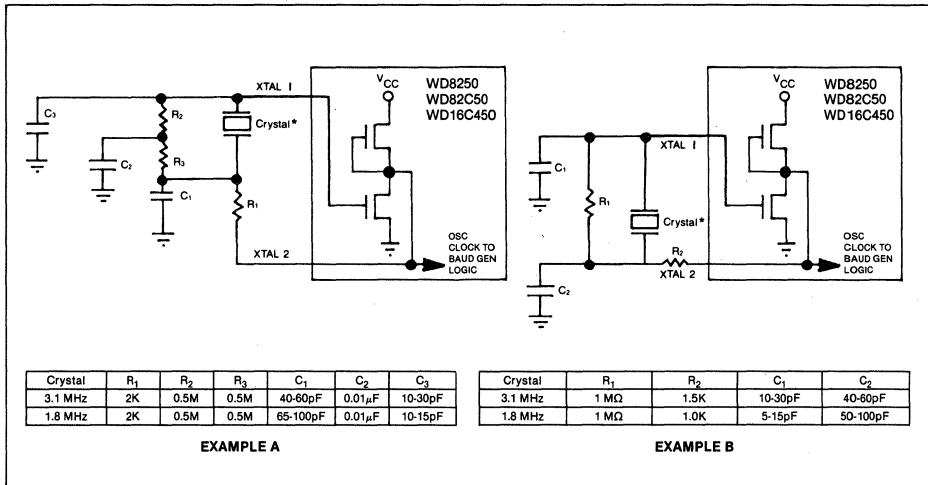 XTAL 1
VCC
WD8250
WD82C50
WD16C450
C3
R2
Crystal*
C2
R3
C1
R1
XTAL 2
OSC
CLOCK TO
BAUD GEN
LOGIC
VCC
WD8250
WD82C50
WD16C450
XTAL 1
C1
R1
Crystal*
R2
XTAL 2
C2
OSC
CLOCK TO
BAUD GEN
LOGIC
Crystal R1 R2 R3 C1 C2 C3
3.1 MHz 2K 0.5M 0.5M 40-60pF 0.01µF 10-30pF
1.8 MHz 2K 0.5M 0.5M 65-100pF 0.01µF 10-15pF
EXAMPLE A
Crystal R1 R2 C1 C2
3.1 MHz 1 MΩ 1.5K 10-30pF 40-60pF
1.8 MHz 1 MΩ 1.0K 5-15pF 50-100pF
EXAMPLE B